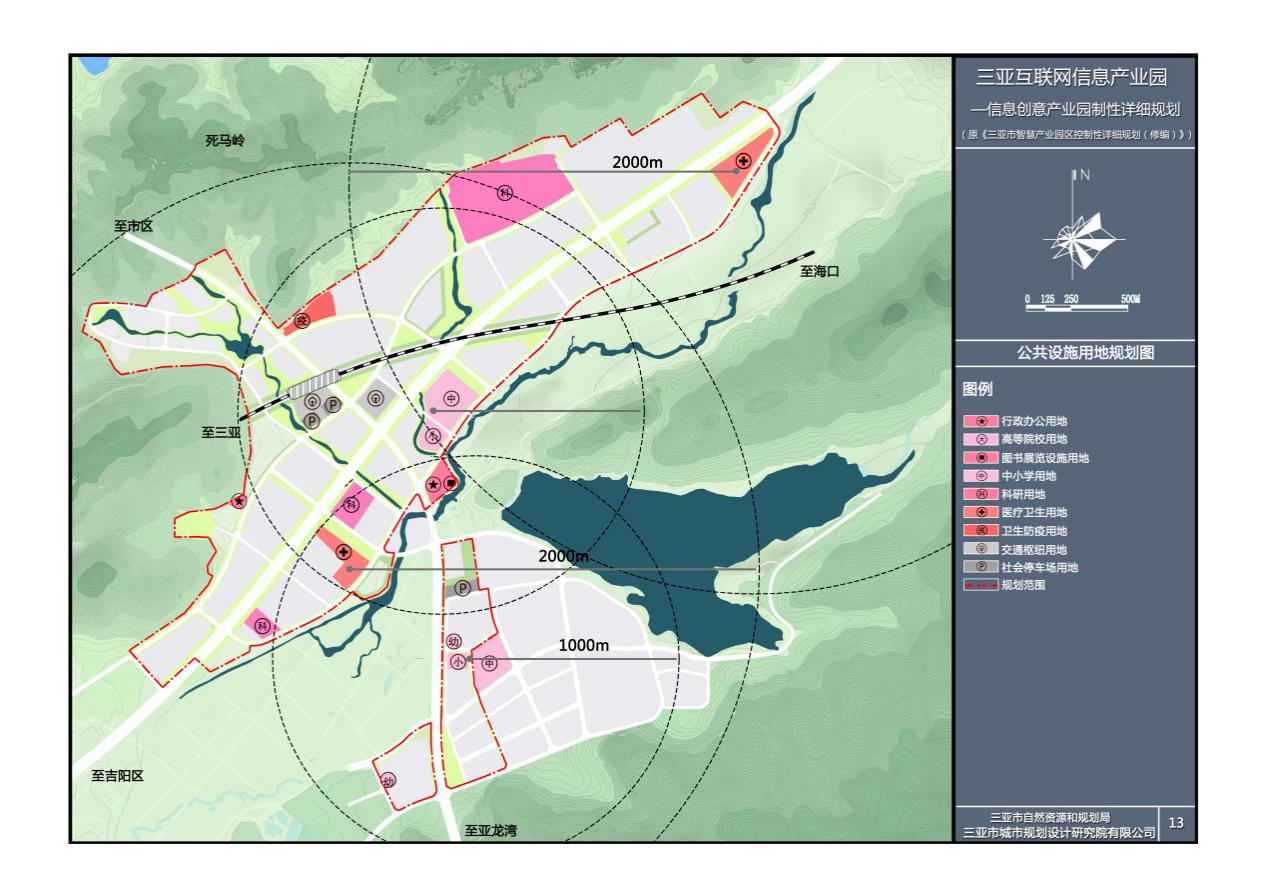 三亚互联网信息产业园
—信息创意产业园制性详细规划
(原《三亚市智慧产业园区控制性详细规划(修编)》)
N
0 125 250 500M
公共设施用地规划图
图例
行政办公用地
大 高等院校用地
图书展览设施用地
中 中小学用地
科 科研用地
医疗卫生用地
疫 卫生防疫用地
交通枢纽用地
P 社会停车场用地
规划范围
三亚市自然资源和规划局
三亚市城市规划设计研究院有限公司
13
死马岭
2000m
科
至市区
至海口
疫
中
P
P
小
至三亚
科
2000m
P
科
幼
小
中
1000m
至吉阳区
幼
至亚龙湾